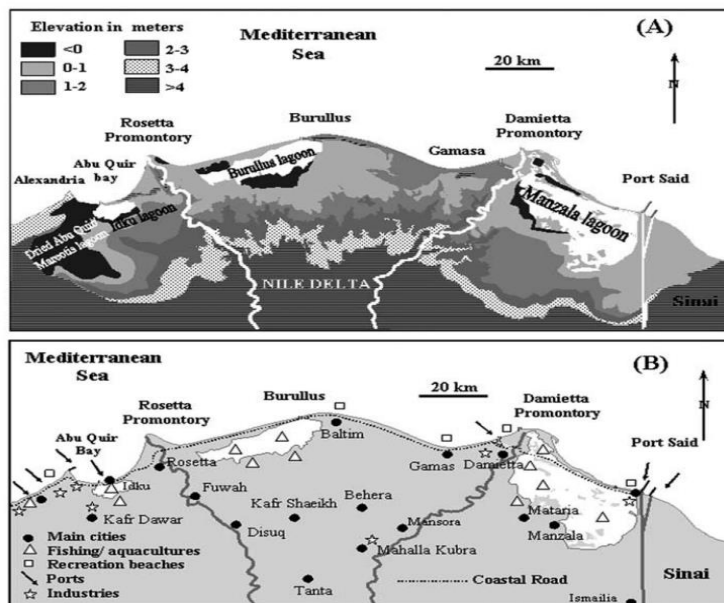 Elevation in meters
<0
0-1
1-2
2-3
3-4
>4
Mediterranean
Sea
(A)
20 km
N
Rosetta
Promontory
Burullus
Gamasa
Damietta
Promontory
Abu Quir
bay
Alexandria
Port Said
Burullus lagoon
Idku lagoon
Manzala lagoon
Dried Abu Quir/
Mareotis lagoon
NILE DELTA
Sinai
Mediterranean
Sea
(B)
20 km
N
Rosetta
Promontory
Burullus
Damietta
Promontory
Abu Quir
Bay
Port Said
Baltim
Rosetta
Gamas
Damietta
Idku
Fuwah
Kafr Shaeikh
Behera
Kafr Dawar
Disuq
Mansora
Mataria
Manzala
Mahalla Kubra
Main cities
Fishing/ aquacultures
Recreation beaches
Ports
Industries
Coastal Road
Sinai
Tanta
Ismailia